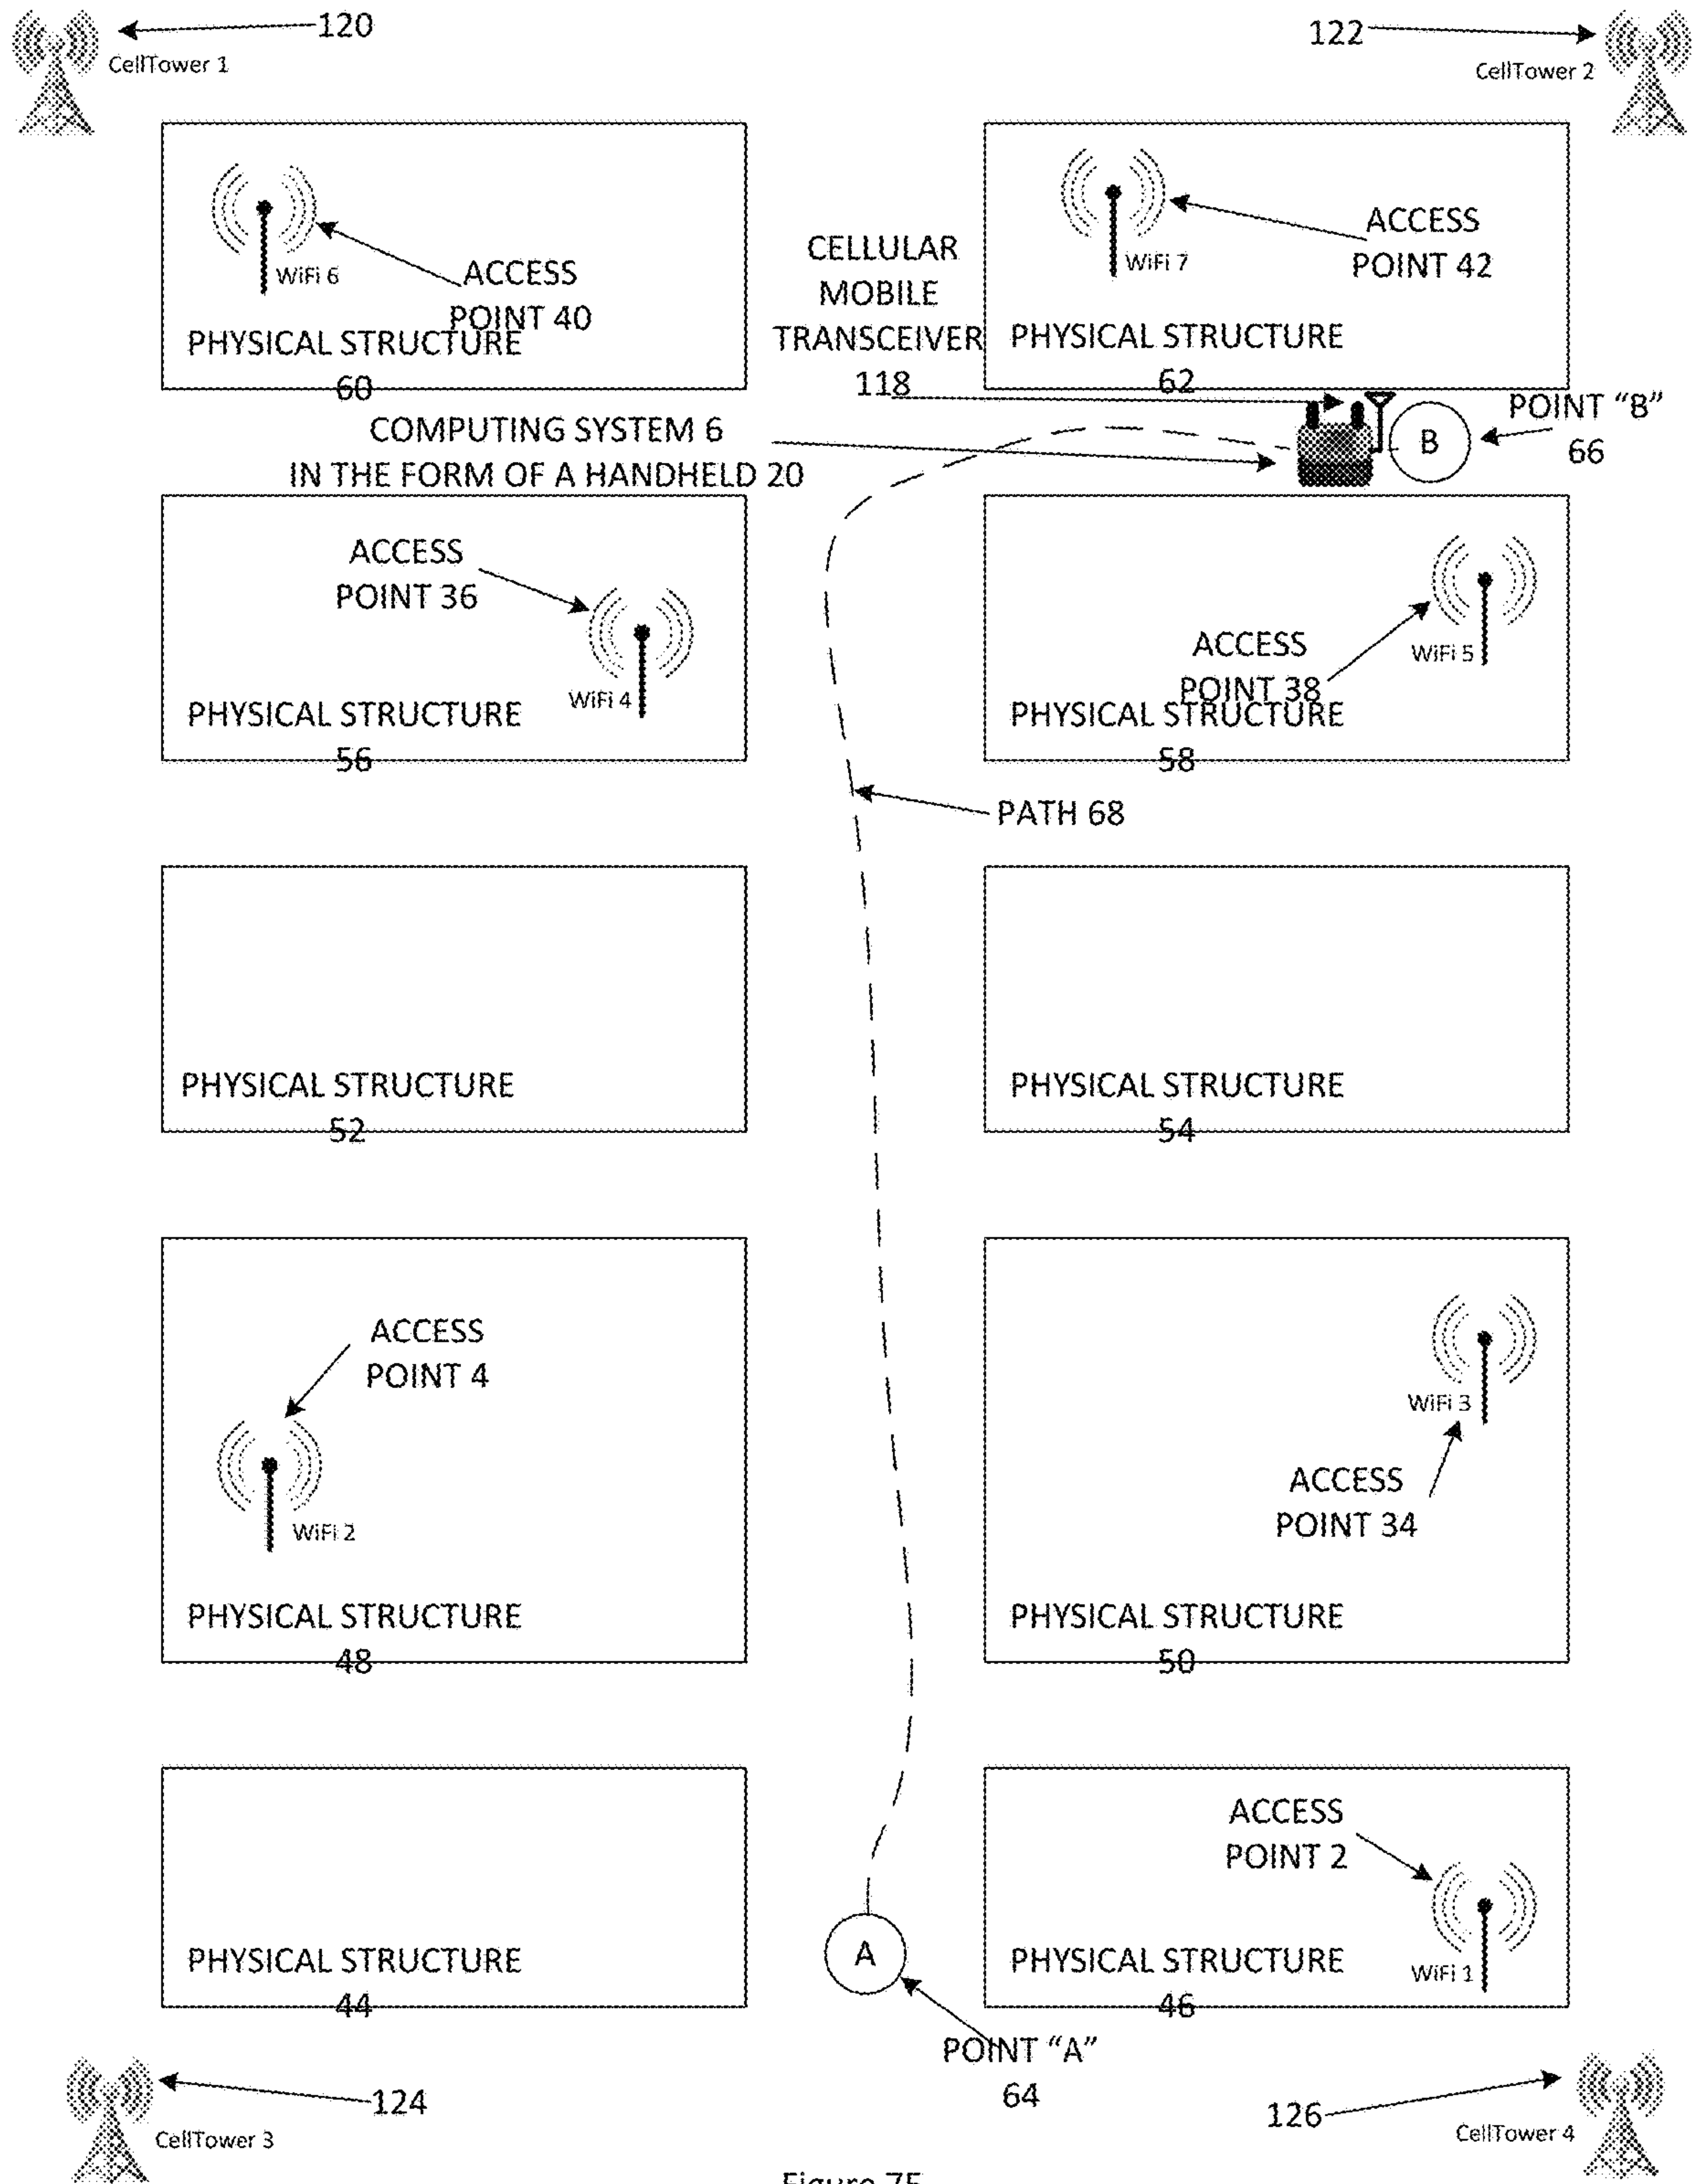 120
CellTower 1
122
CellTower 2
WiFi 6
ACCESS
POINT 40
PHYSICAL STRUCTURE
60
CELLULAR
MOBILE
TRANSCEIVER
118
WiFi 7
ACCESS
POINT 42
PHYSICAL STRUCTURE
62
COMPUTING SYSTEM 6
IN THE FORM OF A HANDHELD 20
B
POINT “B”
66
ACCESS
POINT 36
WiFi 4
PHYSICAL STRUCTURE
56
ACCESS
POINT 38
WiFi 5
PHYSICAL STRUCTURE
58
PATH 68
PHYSICAL STRUCTURE
52
PHYSICAL STRUCTURE
54
ACCESS
POINT 4
WiFi 2
PHYSICAL STRUCTURE
48
WiFi 3
ACCESS
POINT 34
PHYSICAL STRUCTURE
50
PHYSICAL STRUCTURE
44
A
POINT “A”
64
ACCESS
POINT 2
WiFi 1
PHYSICAL STRUCTURE
46
124
CellTower 3
126
CellTower 4